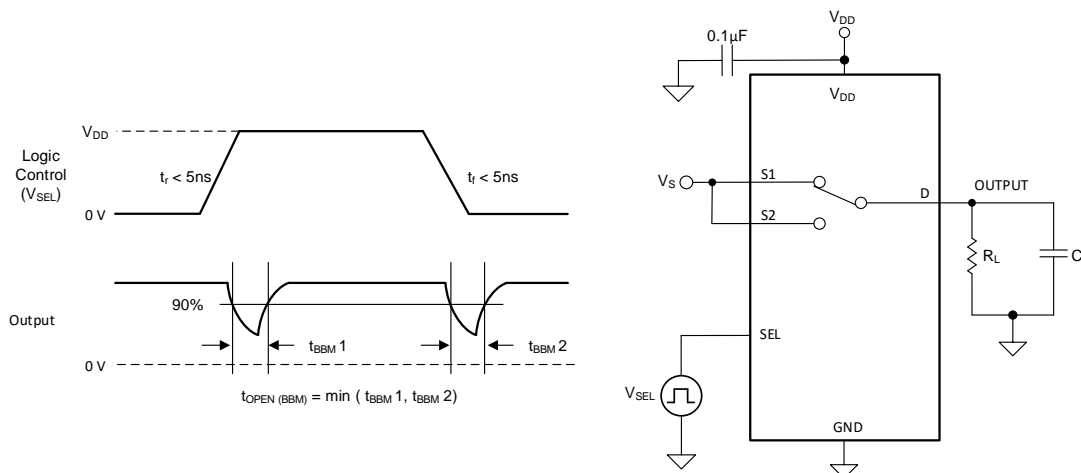 V_DD
Logic
Control
(V_SEL)
t_r < 5ns
t_f < 5ns
0 V
90%
Output
t_BBM 1
t_BBM 2
0 V
t_OPEN (BBM) = min ( t_BBM 1, t_BBM 2)
V_DD
0.1µF
V_DD
V_S
S1
S2
D
OUTPUT
R_L
C
SEL
V_SEL
GND